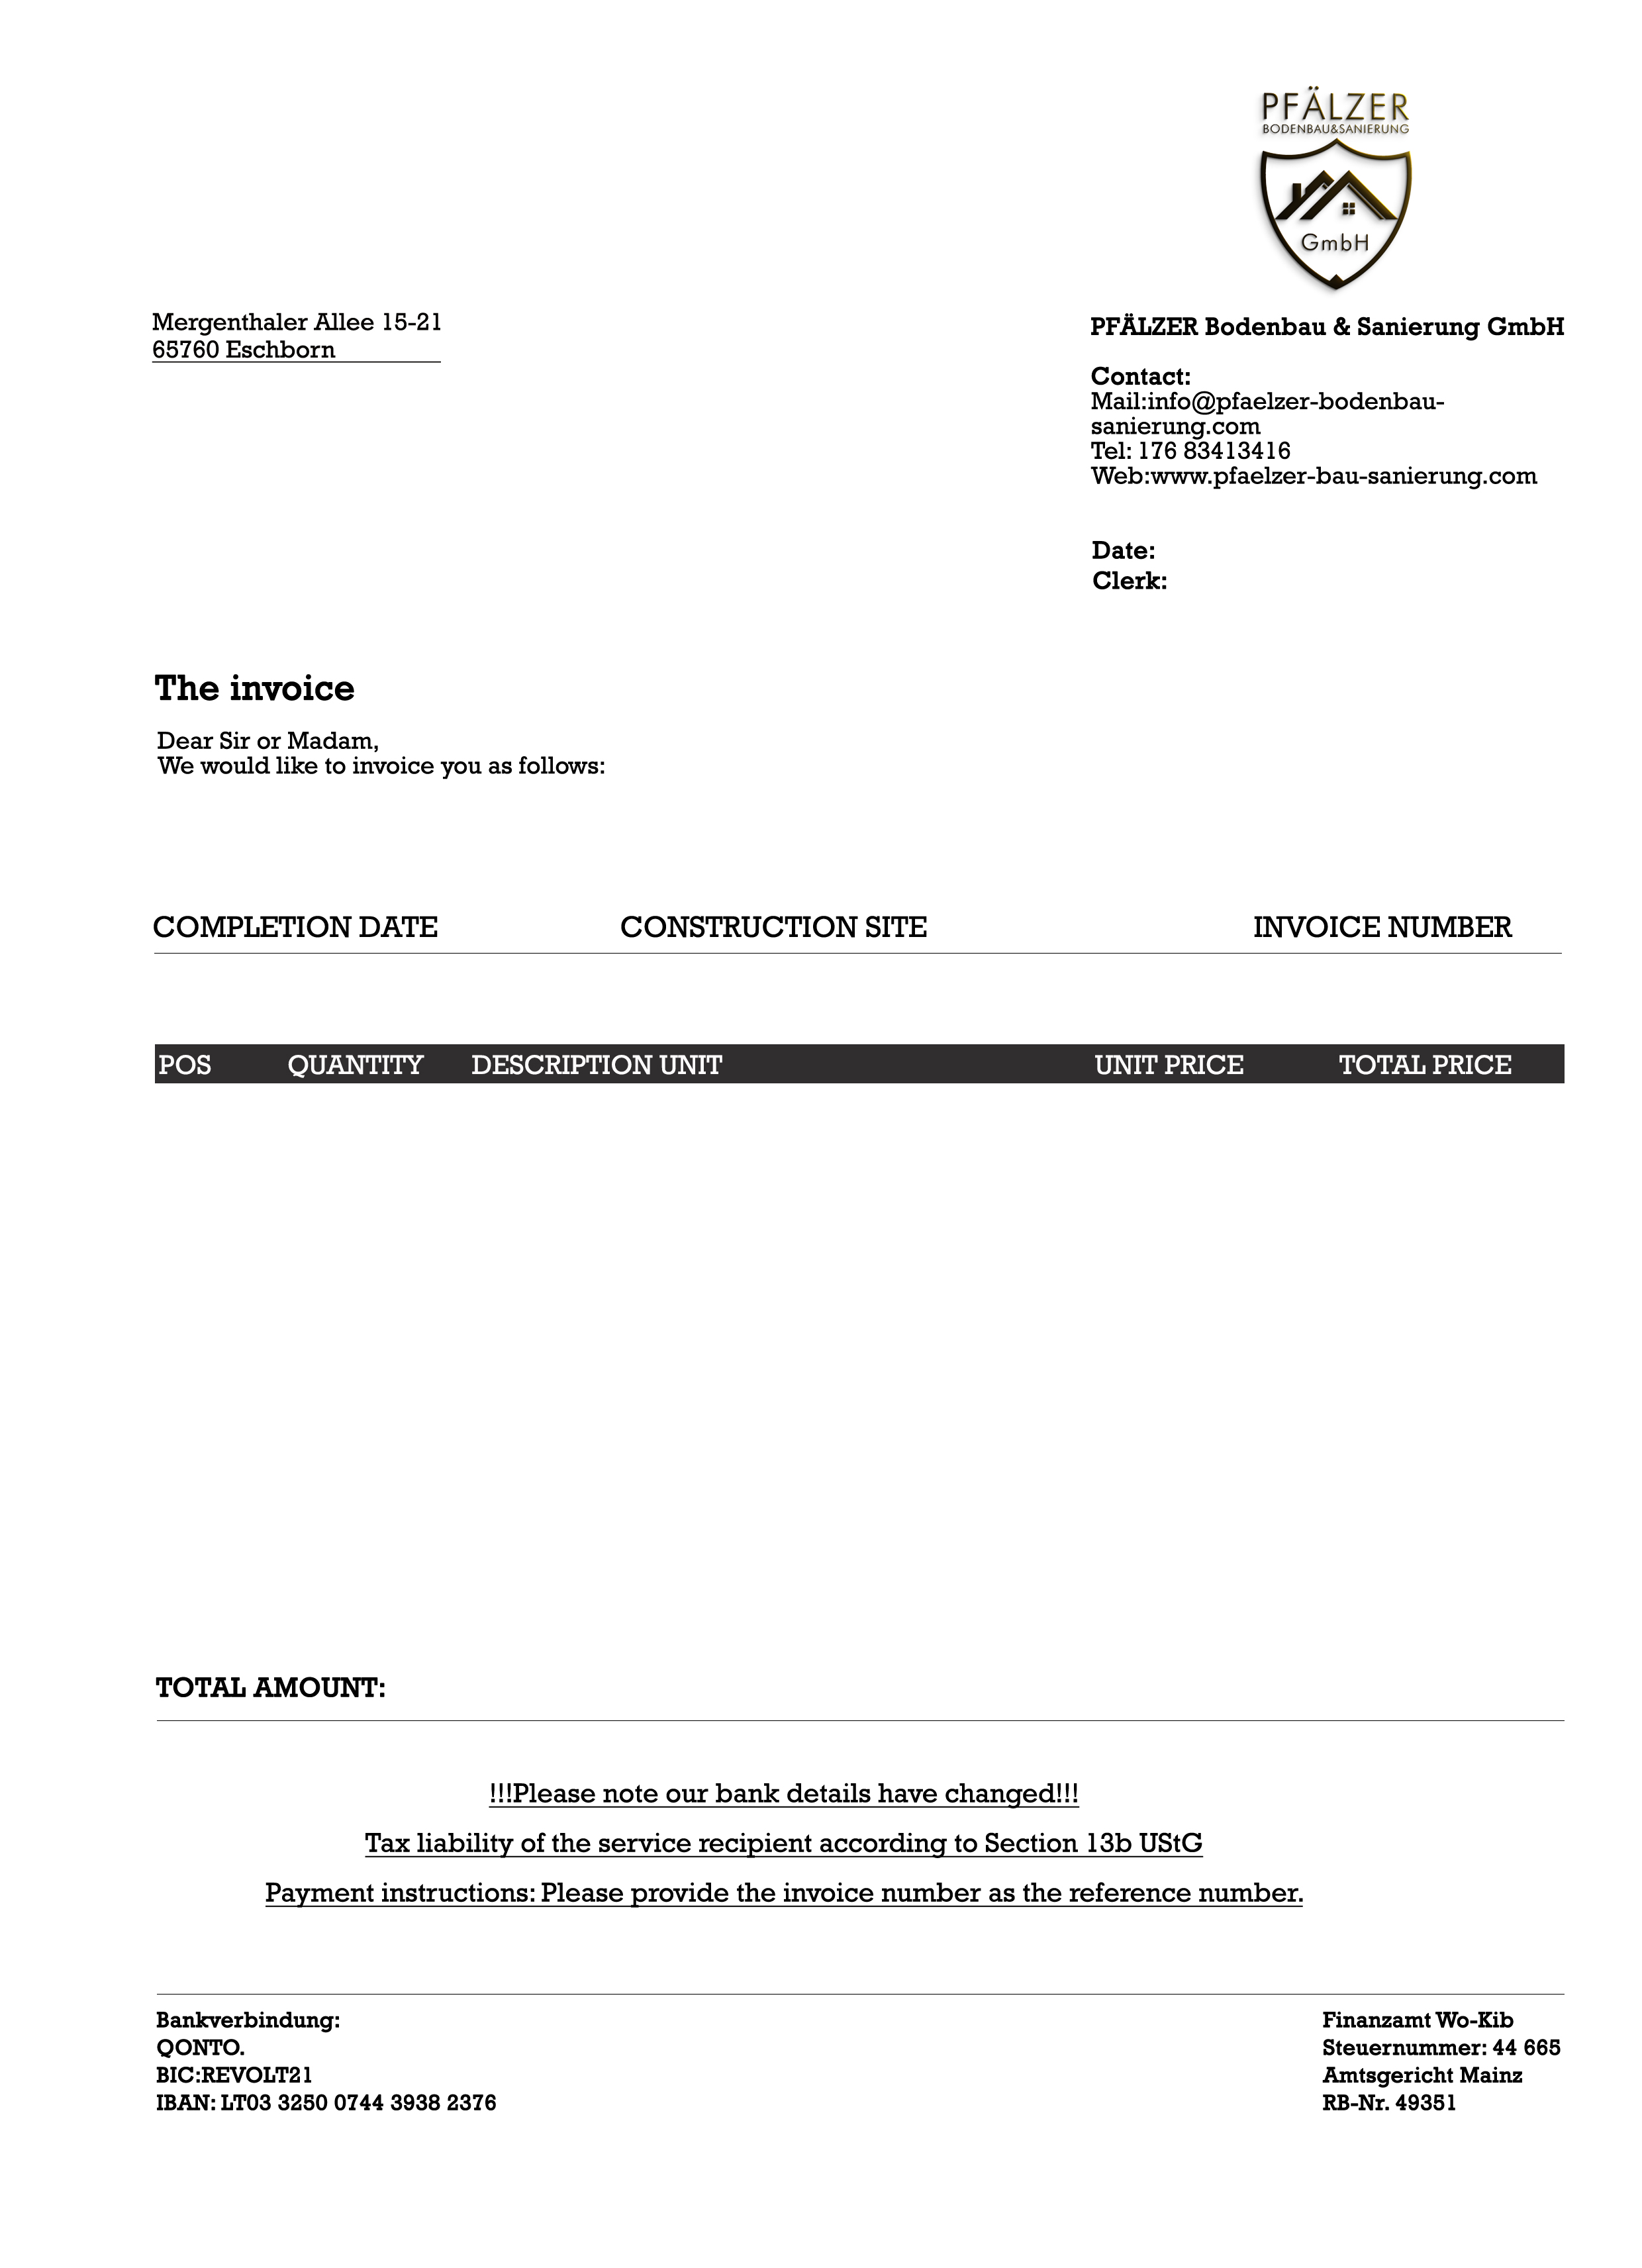 PFÄLZER
BODENBAU&SANIERUNG
GmbH
Mergenthaler Allee 15-21
65760 Eschborn
PFÄLZER Bodenbau & Sanierung GmbH
Contact:
Mail:info@pfaelzer-bodenbau-
sanierung.com
Tel: 176 83413416
Web:www.pfaelzer-bau-sanierung.com
Date:
Clerk:
The invoice
Dear Sir or Madam,
We would like to invoice you as follows:
COMPLETION DATE CONSTRUCTION SITE INVOICE NUMBER
POS QUANTITY DESCRIPTION UNIT UNIT PRICE TOTAL PRICE
TOTAL AMOUNT:
!!!Please note our bank details have changed!!!
Tax liability of the service recipient according to Section 13b UStG
Payment instructions: Please provide the invoice number as the reference number.
Bankverbindung:
QONTO.
BIC:REVOLT21
IBAN: LT03 3250 0744 3938 2376
Finanzamt Wo-Kib
Steuernummer: 44 665
Amtsgericht Mainz
RB-Nr. 49351